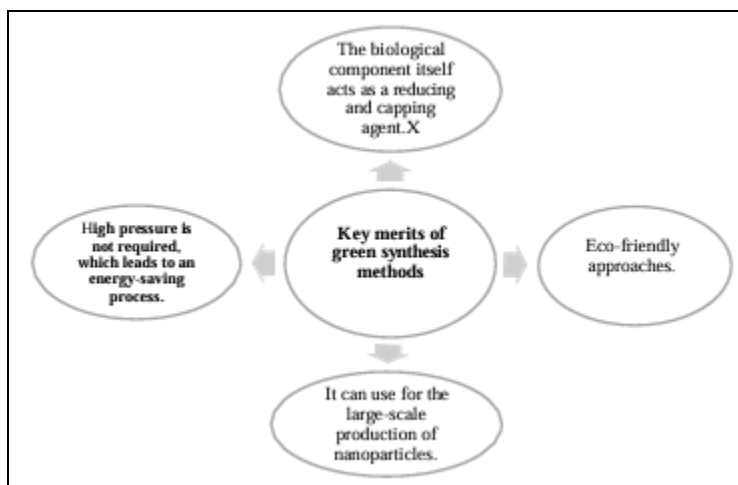 The biological
component itself
acts as a reducing
and capping
agent.X
High pressure is
not required,
which leads to an
energy-saving
process.
Key merits of
green synthesis
methods
Eco-friendly
approaches.
It can use for the
large-scale
production of
nanoparticles.